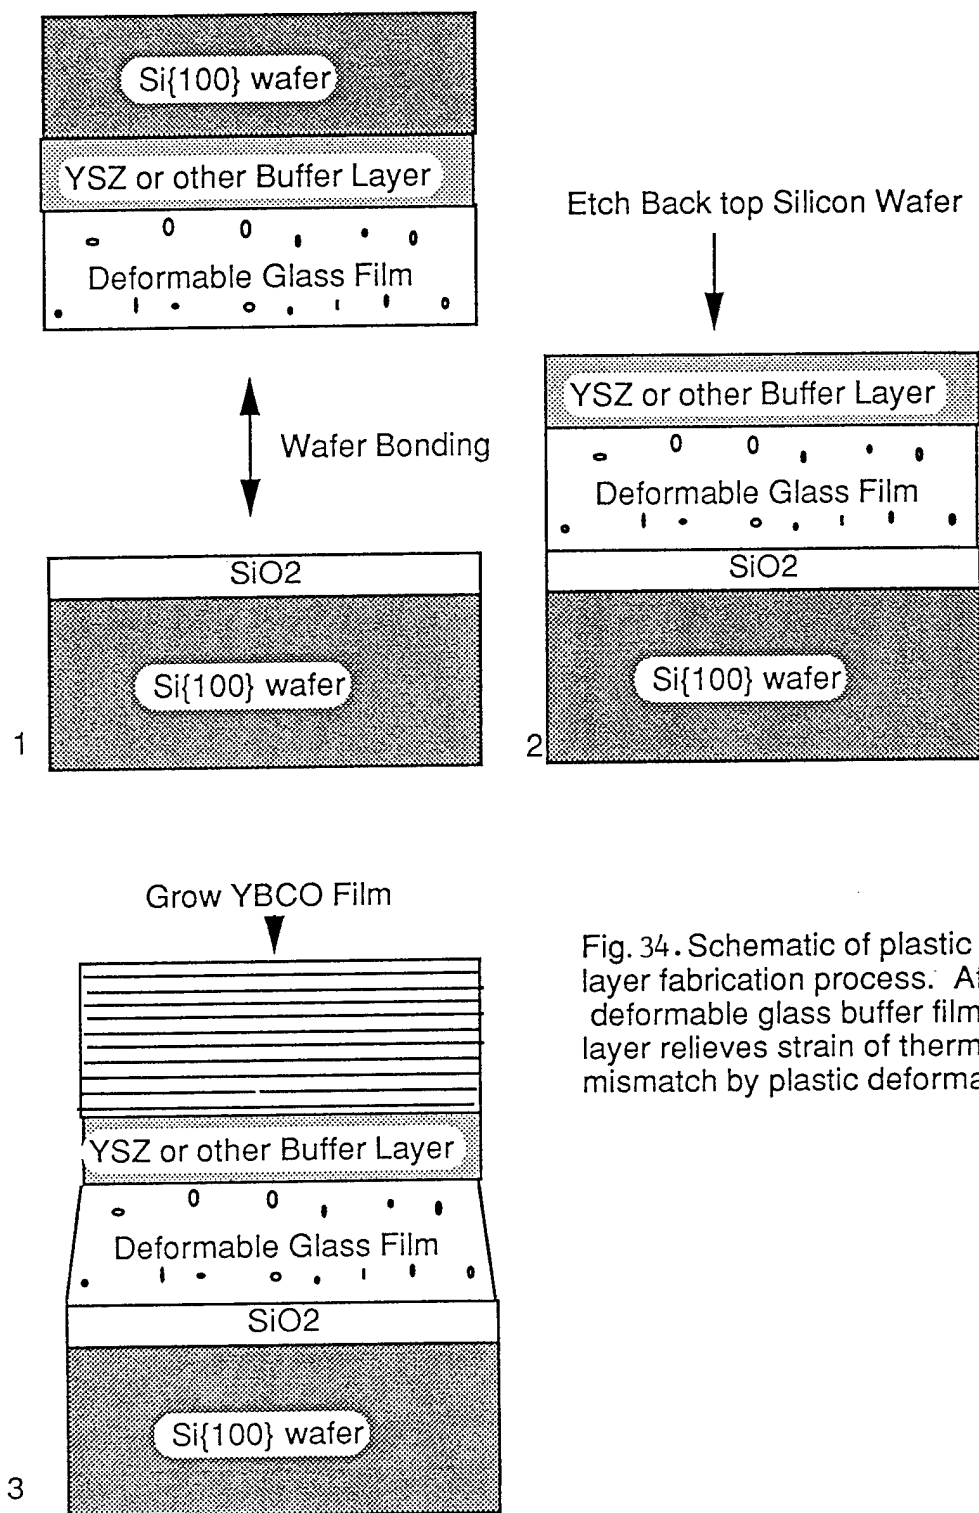 Si{100} wafer
YSZ or other Buffer Layer
Deformable Glass Film
Wafer Bonding
SiO2
Si{100} wafer
1
Etch Back top Silicon Wafer
YSZ or other Buffer Layer
Deformable Glass Film
SiO2
Si{100} wafer
2
Grow YBCO Film
YSZ or other Buffer Layer
Deformable Glass Film
SiO2
Si{100} wafer
3
Fig. 34. Schematic of plastic
layer fabrication process.
deformable glass buffer film
layer relieves strain of
mismatch by plastic